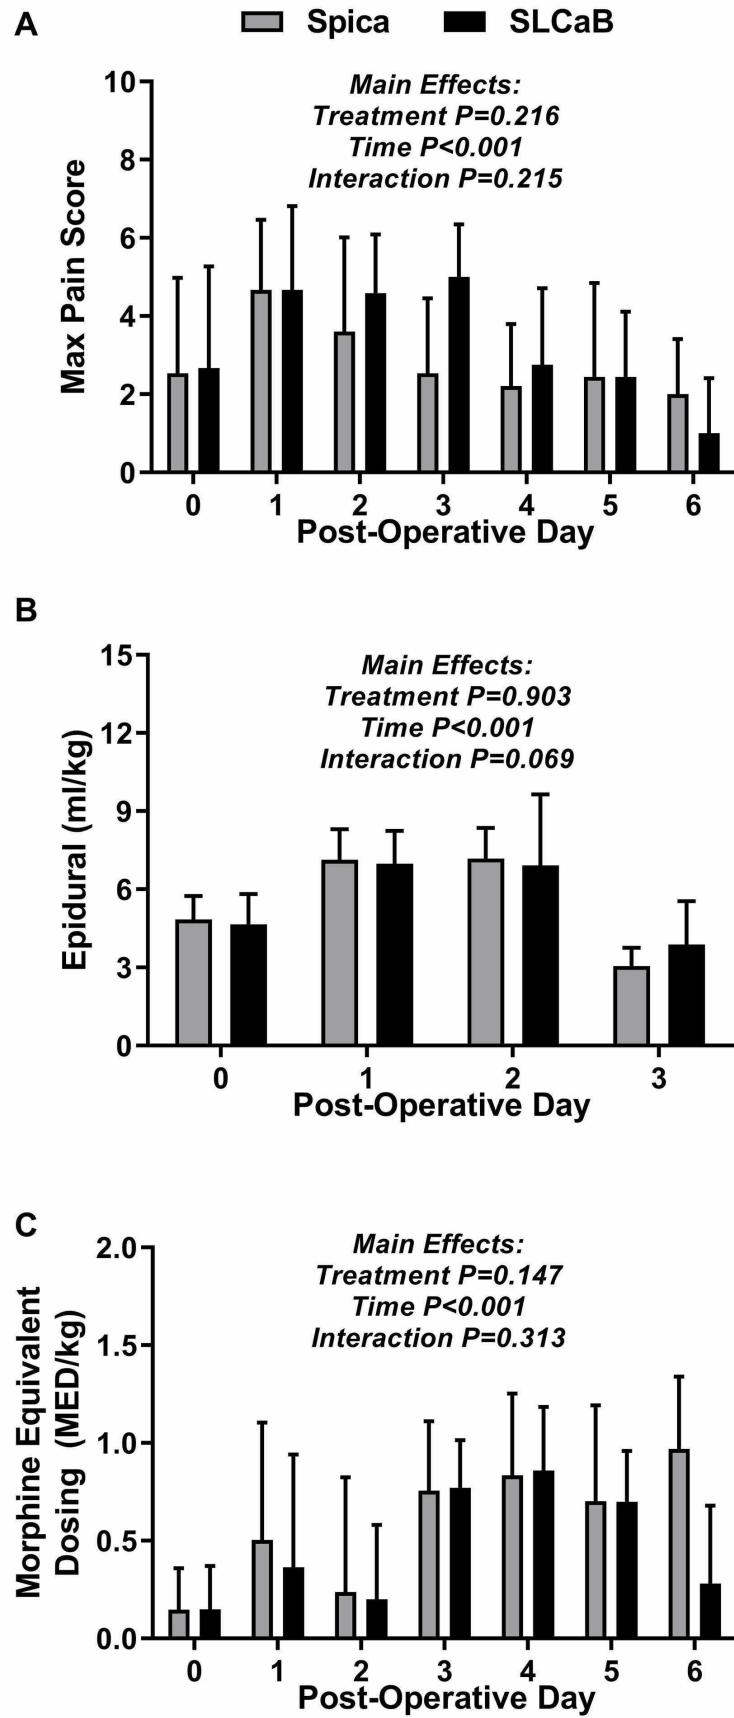 A
Spica SLCaB
Main Effects:
Treatment P=0.216
Time P<0.001
Interaction P=0.215
Max Pain Score
10
8
6
4
2
0
0 1 2 3 4 5 6
Post-Operative Day
B
Main Effects:
Treatment P=0.903
Time P<0.001
Interaction P=0.069
Epidural (ml/kg)
15
12
9
6
3
0
0 1 2 3
Post-Operative Day
C
Main Effects:
Treatment P=0.147
Time P<0.001
Interaction P=0.313
Morphine Equivalent
Dosing (MED/kg)
2.0
1.5
1.0
0.5
0.0
0 1 2 3 4 5 6
Post-Operative Day